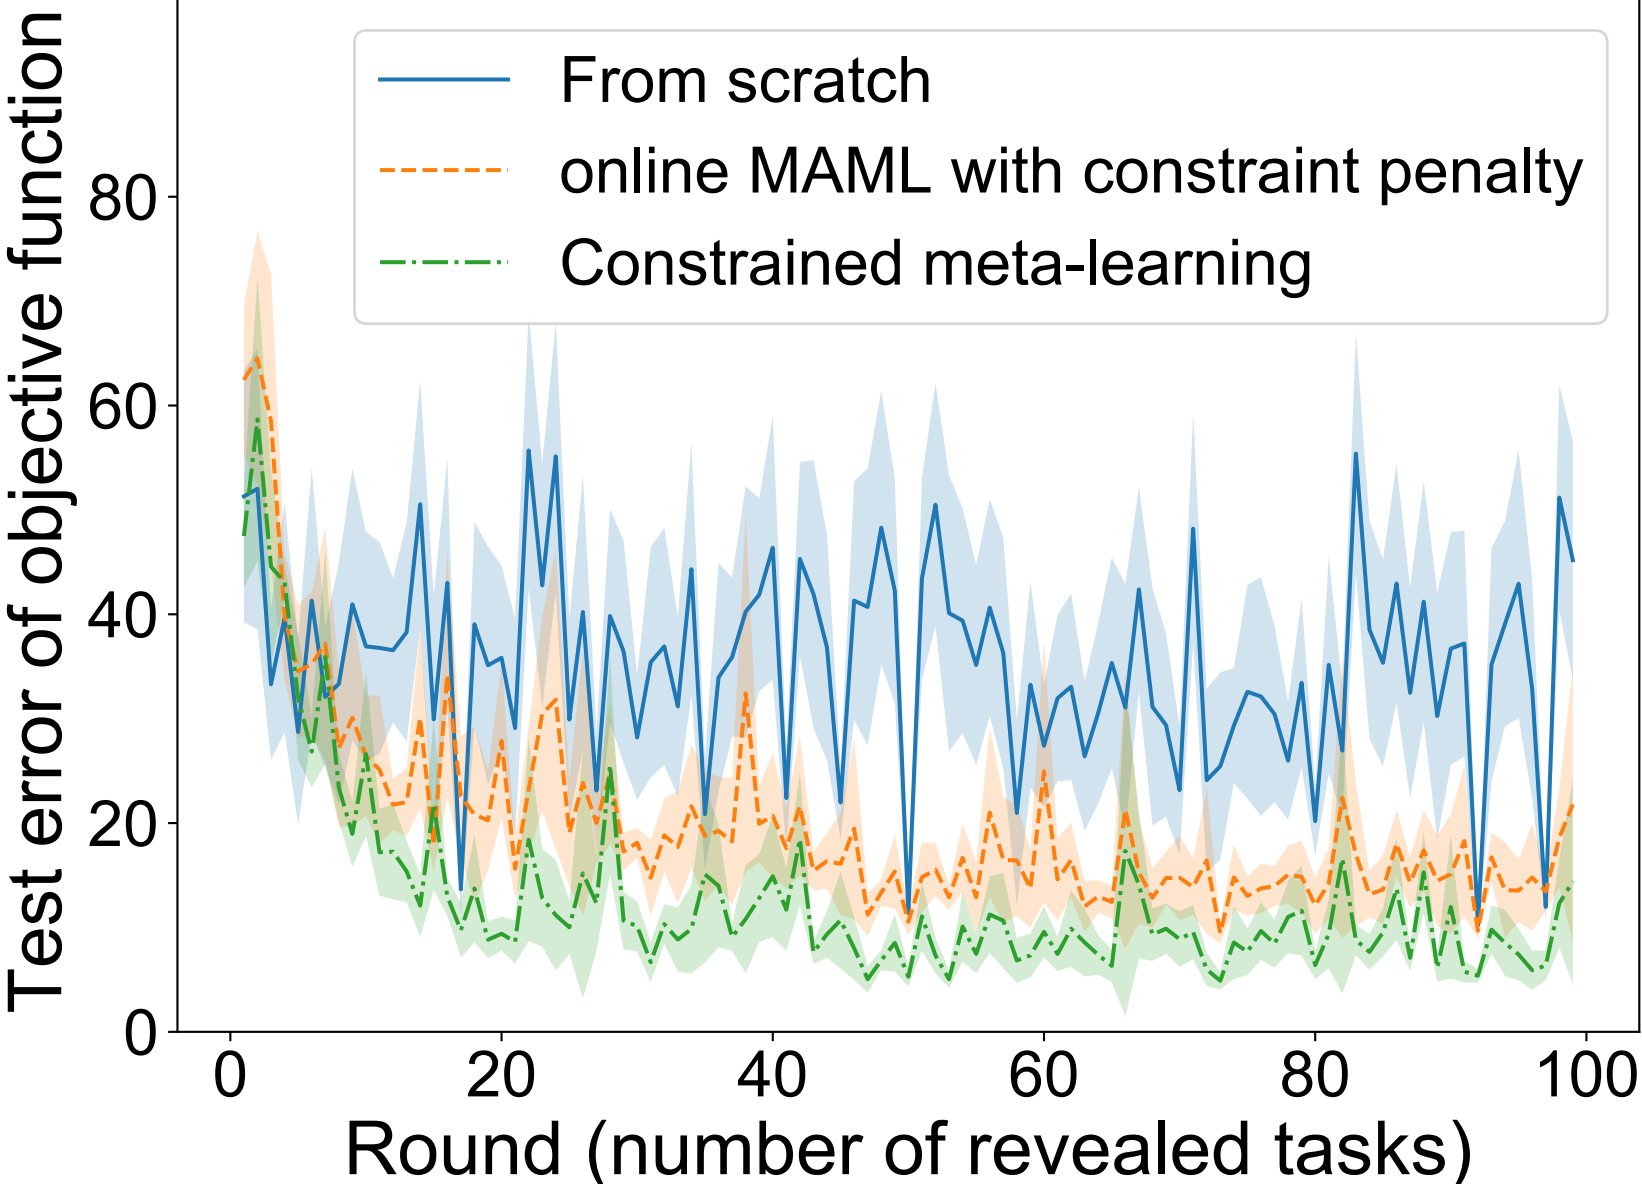 Test error of objective function
From scratch
online MAML with constraint penalty
Constrained meta-learning
80
60
40
20
0
0 20 40 60 80 100
Round (number of revealed tasks)